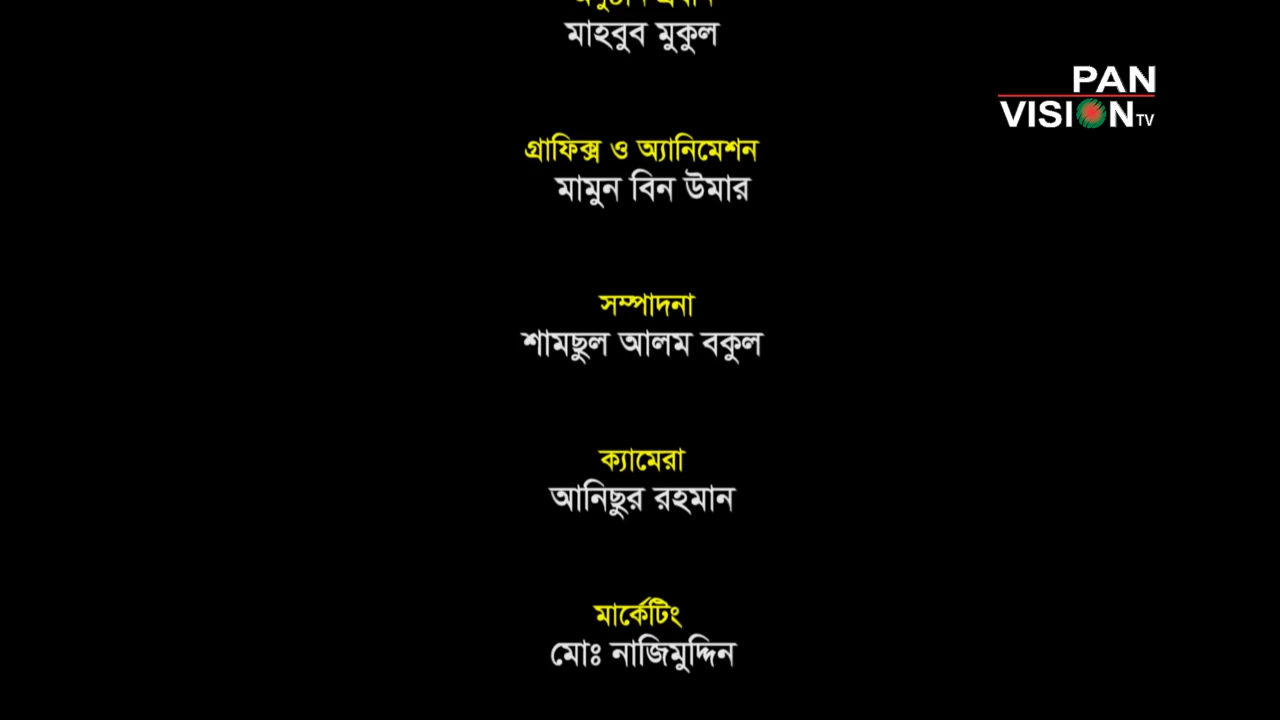 মাহবুব মুকুল
PAN
VISION TV
গ্রাফিক্স ও অ্যানিমেশন
মামুন বিন উমার
সম্পাদনা
শামছুল আলম বকুল
ক্যামেরা
আনিছুর রহমান
মার্কেটিং
মোঃ নাজিমুদ্দিন